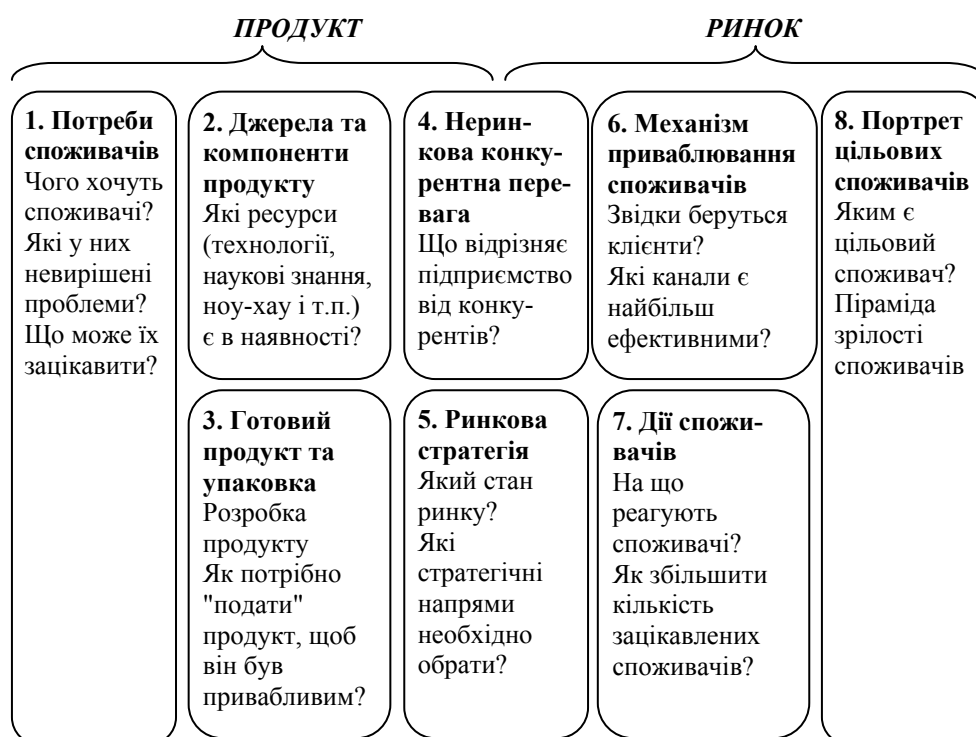 ПРОДУКТ
РИНОК
1. Потреби
споживачів
Чого хочуть
споживачі?
Які у них
невирішені
проблеми?
Що може їх
зацікавити?
2. Джерела та
компоненти
продукту
Які ресурси
(технології,
наукові знання,
ноу-хау і т.п.)
є в наявності?
3. Готовий
продукт та
упаковка
Розробка
продукту
Як потрібно
"подати"
продукт, щоб
він був
привабливим?
4. Нерин-
кова конку-
рентна пере-
вага
Що відрізняє
підприємство
від конку-
рентів?
5. Ринкова
стратегія
Який стан
ринку?
Які
стратегічні
напрями
необхідно
обрати?
6. Механізм
приваблювання
споживачів
Звідки беруться
клієнти?
Які канали є
найбільш
ефективними?
7. Дії спожи-
вачів
На що
реагують
споживачі?
Як збільшити
кількість
зацікавлених
споживачів?
8. Портрет
цільових
споживачів
Яким є
цільовий
споживач?
Піраміда
зрілості
споживачів